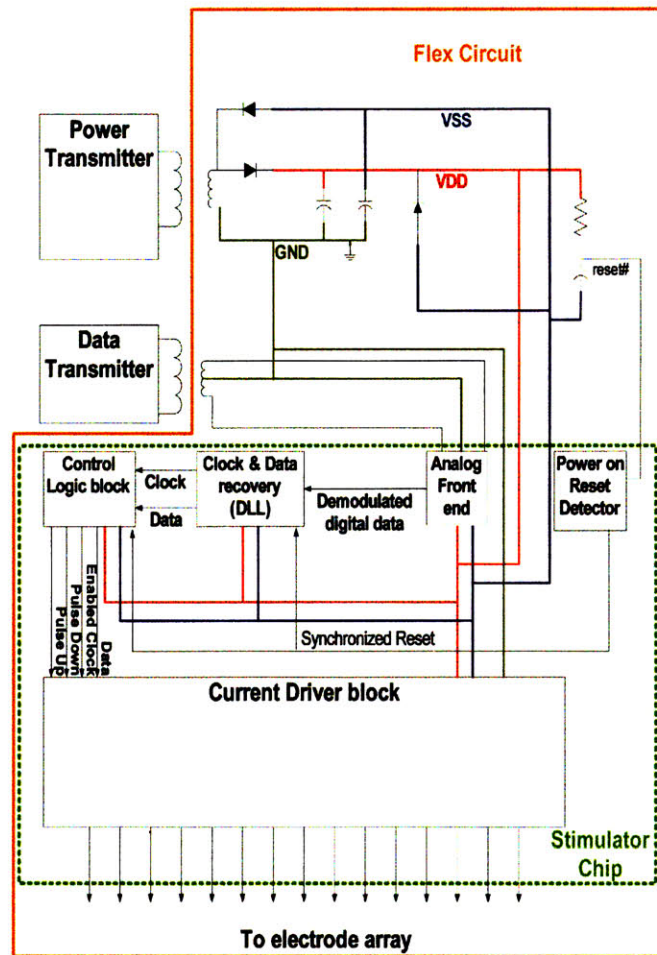 Flex Circuit
Power
Transmitter
VSS
VDD
GND
reset#
Data
Transmitter
Control
Logic block
Clock
Data
Clock & Data
recovery
(DLL)
Demodulated
digital data
Analog
Front
end
Power on
Reset
Detector
Data
Enabled Clock
Pulse Down
Pulse Up
Synchronized Reset
Current Driver block
Stimulator
Chip
To electrode array